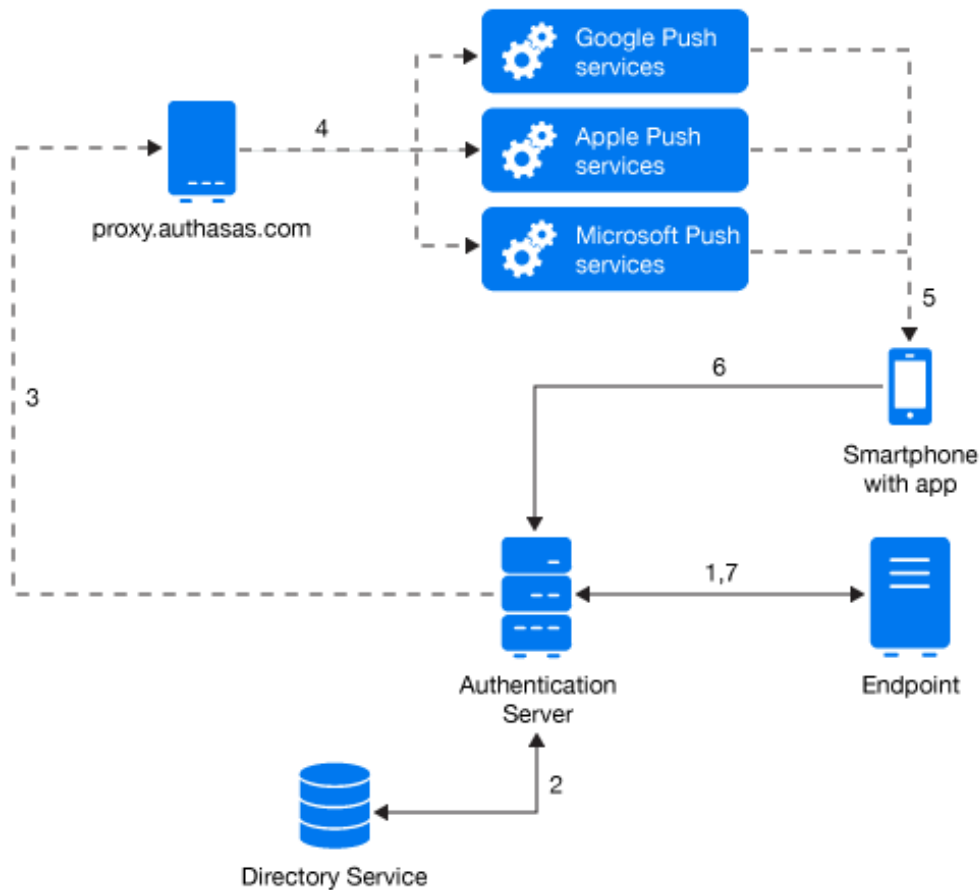 Google Push
services
4
Apple Push
services
proxy.authasas.com
Microsoft Push
services
5
6
3
Smartphone
with app
1,7
Authentication
Server
Endpoint
2
Directory Service